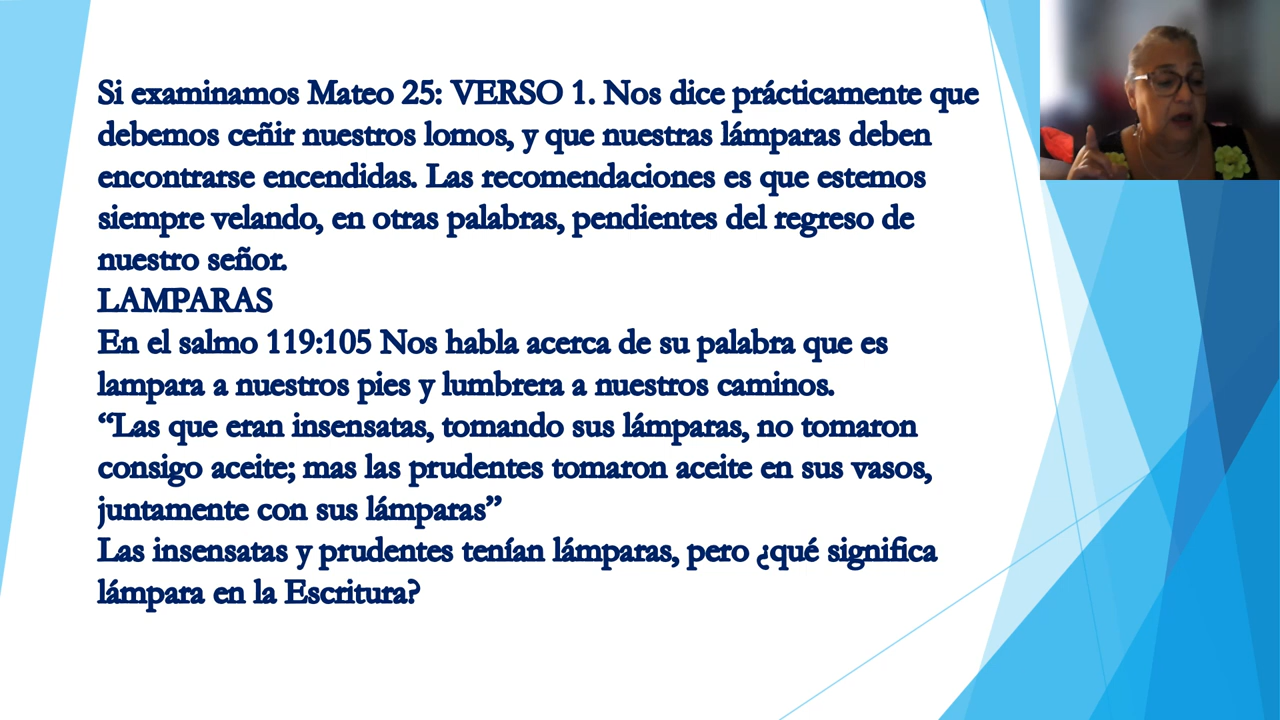 Si examinamos Mateo 25: VERSO 1. Nos dice prácticamente que
debemos ceñir nuestros lomos, y que nuestras lámparas deben
encontrarse encendidas. Las recomendaciones es que estemos
siempre velando, en otras palabras, pendientes del regreso de
nuestro señor.
LAMPARAS
En el salmo 119:105 Nos habla acerca de su palabra que es
lampara a nuestros pies y lumbrera a nuestros caminos.
“Las que eran insensatas, tomando sus lámparas, no tomaron
consigo aceite; mas las prudentes tomaron aceite en sus vasos,
juntamente con sus lámparas”
Las insensatas y prudentes tenían lámparas, pero ¿qué significa
lámpara en la Escritura?